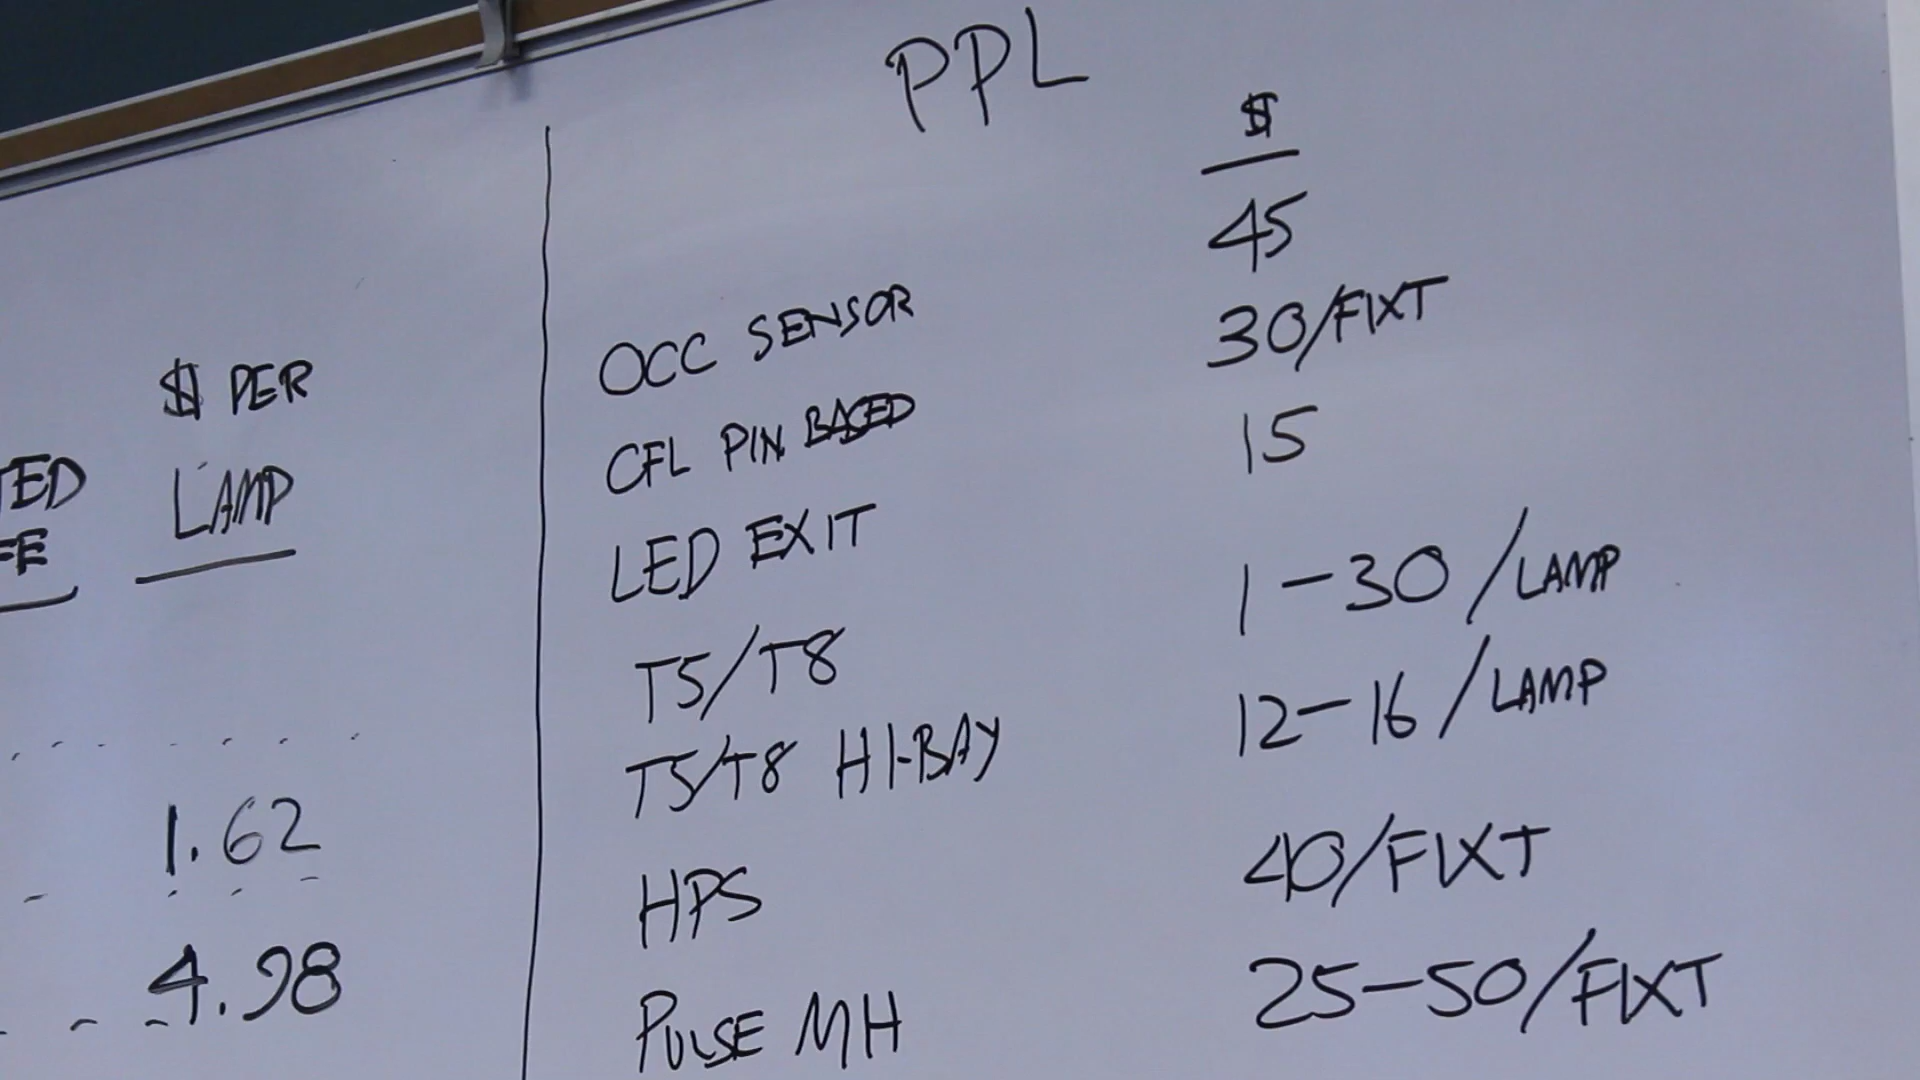 PPL
$
OCC SENSOR 45
CFL PIN BASED 30/FIXT
LED EXIT 15
T5/T8 1-30/LAMP
T5/T8 HI-BAY 12-16/LAMP
HPS 40/FIXT
PULSE MH 25-50/FIXT
$ PER
TED LAMP
FE
1.62
4.98